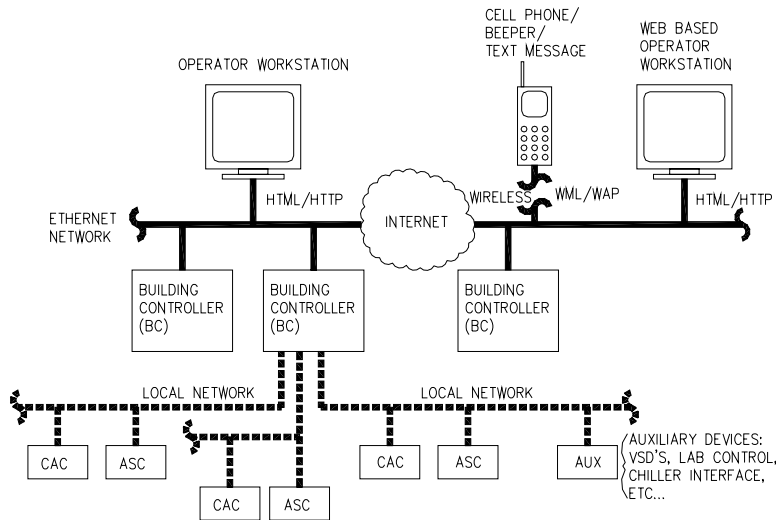 CELL PHONE/
BEEPER/
TEXT MESSAGE
WEB BASED
OPERATOR
WORKSTATION
OPERATOR WORKSTATION
HTML/HTTP
WIRELESS
WML/WAP
HTML/HTTP
ETHERNET
NETWORK
INTERNET
BUILDING
CONTROLLER
(BC)
BUILDING
CONTROLLER
(BC)
BUILDING
CONTROLLER
(BC)
LOCAL NETWORK
LOCAL NETWORK
CAC
ASC
CAC
ASC
CAC
ASC
AUX
AUXILIARY DEVICES:
VSD'S, LAB CONTROL,
CHILLER INTERFACE,
ETC...